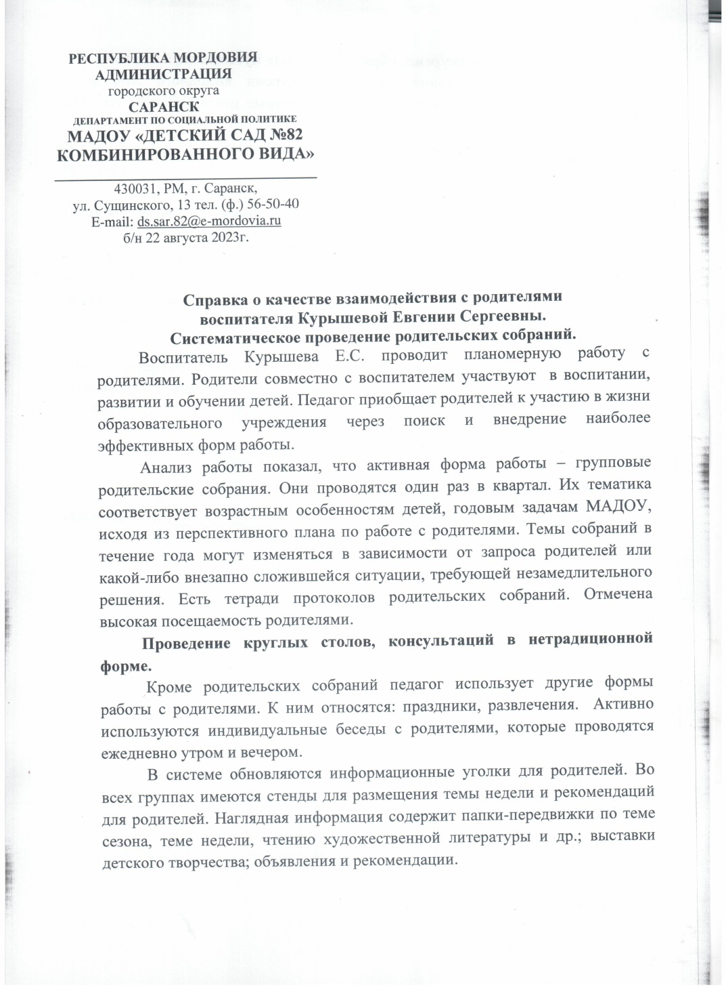 РЕСПУБЛИКА МОРДОВИЯ
АДМИНИСТРАЦИЯ
городского округа
САРАНСК
ДЕПАРТАМЕНТ ПО СОЦИАЛЬНОЙ ПОЛИТИКЕ
МАДОУ «ДЕТСКИЙ САД №82
КОМБИНИРОВАННОГО ВИДА»
430031, РМ, г. Саранск,
ул. Сущинского, 13 тел. (ф.) 56-50-40
E-mail: ds.sar.82@e-mordovia.ru
б/н 22 августа 2023г.
Справка о качестве взаимодействия с родителями
воспитателя Курышевой Евгении Сергеевны.
Систематическое проведение родительских собраний.
Воспитатель Курышева Е.С. проводит планомерную работу с
родителями. Родители совместно с воспитателем участвуют в воспитании,
развитии и обучении детей. Педагог приобщает родителей к участию в жизни
образовательного учреждения через поиск и внедрение наиболее
эффективных форм работы.
Анализ работы показал, что активная форма работы – групповые
родительские собрания. Они проводятся один раз в квартал. Их тематика
соответствует возрастным особенностям детей, годовым задачам МАДОУ,
исходя из перспективного плана по работе с родителями. Темы собраний в
течение года могут изменяться в зависимости от запроса родителей или
какой-либо внезапно сложившейся ситуации, требующей незамедлительного
решения. Есть тетради протоколов родительских собраний. Отмечена
высокая посещаемость родителями.
Проведение круглых столов, консультаций в нетрадиционной
форме.
Кроме родительских собраний педагог использует другие формы
работы с родителями. К ним относятся: праздники, развлечения. Активно
используются индивидуальные беседы с родителями, которые проводятся
ежедневно утром и вечером.
В системе обновляются информационные уголки для родителей. Во
всех группах имеются стенды для размещения темы недели и рекомендаций
для родителей. Наглядная информация содержит папки-передвижки по теме
сезона, теме недели, чтению художественной литературы и др.; выставки
детского творчества; объявления и рекомендации.